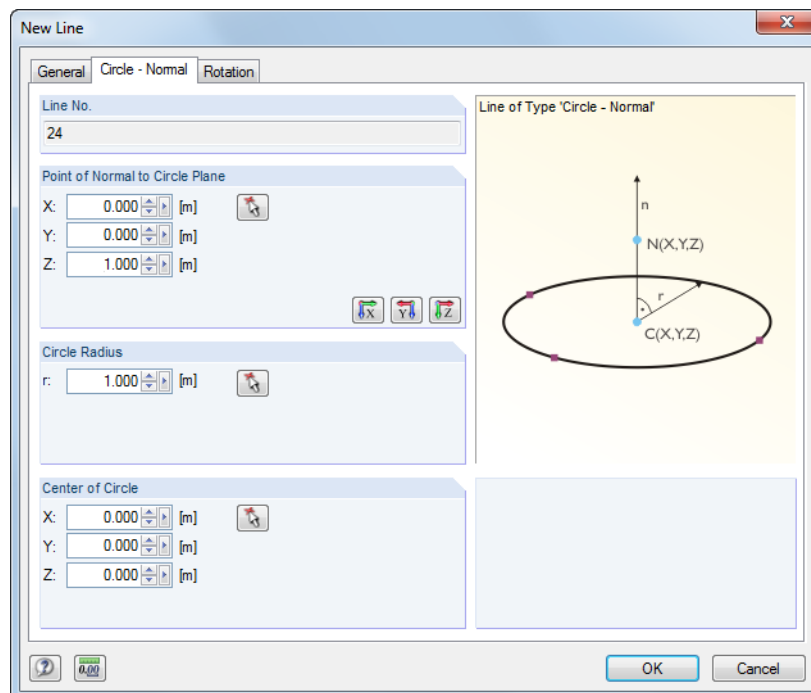 New Line
General Circle - Normal Rotation
Line No.
24
Point of Normal to Circle Plane
X: 0.000 [m]
Y: 0.000 [m]
Z: 1.000 [m]
X Y Z
Circle Radius
r: 1.000 [m]
Center of Circle
X: 0.000 [m]
Y: 0.000 [m]
Z: 0.000 [m]
Line of Type 'Circle - Normal'
n
N(X,Y,Z)
r
C(X,Y,Z)
? 0.00 OK Cancel